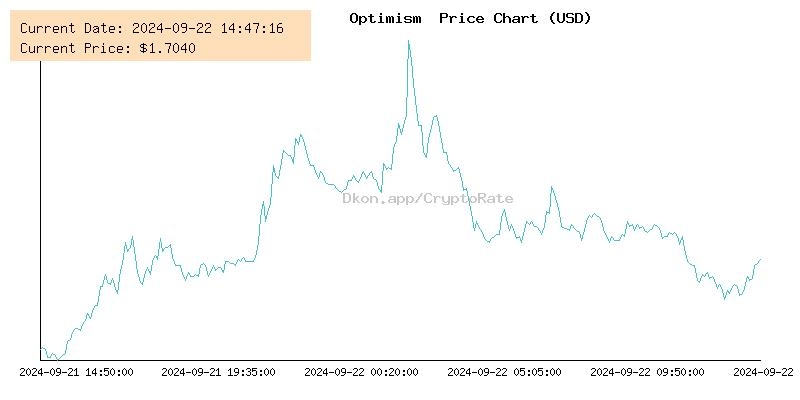 Optimism  Price Chart (USD)
Current Date: 2024-09-22 14:47:16
Current Price: $1.7040
Dkon.app/CryptoRate
2024-09-21 14:50:00 2024-09-21 19:35:00 2024-09-22 00:20:00 2024-09-22 05:05:00 2024-09-22 09:50:00 2024-09-22